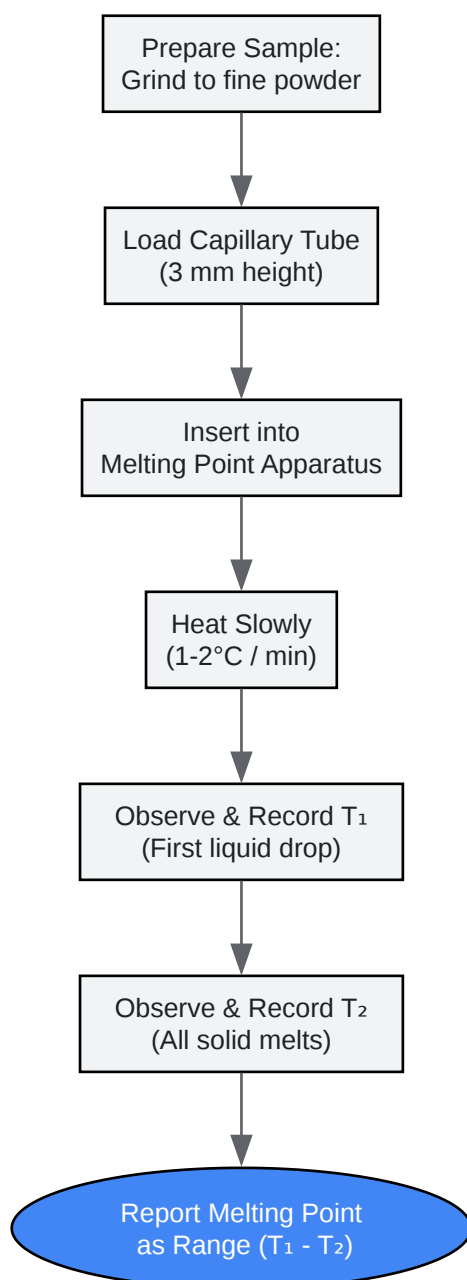 Prepare Sample:
Grind to fine powder
Load Capillary Tube
(3 mm height)
Insert into
Melting Point Apparatus
Heat Slowly
(1-2°C / min)
Observe & Record T₁
(First liquid drop)
Observe & Record T₂
(All solid melts)
Report Melting Point
as Range (T₁ - T₂)